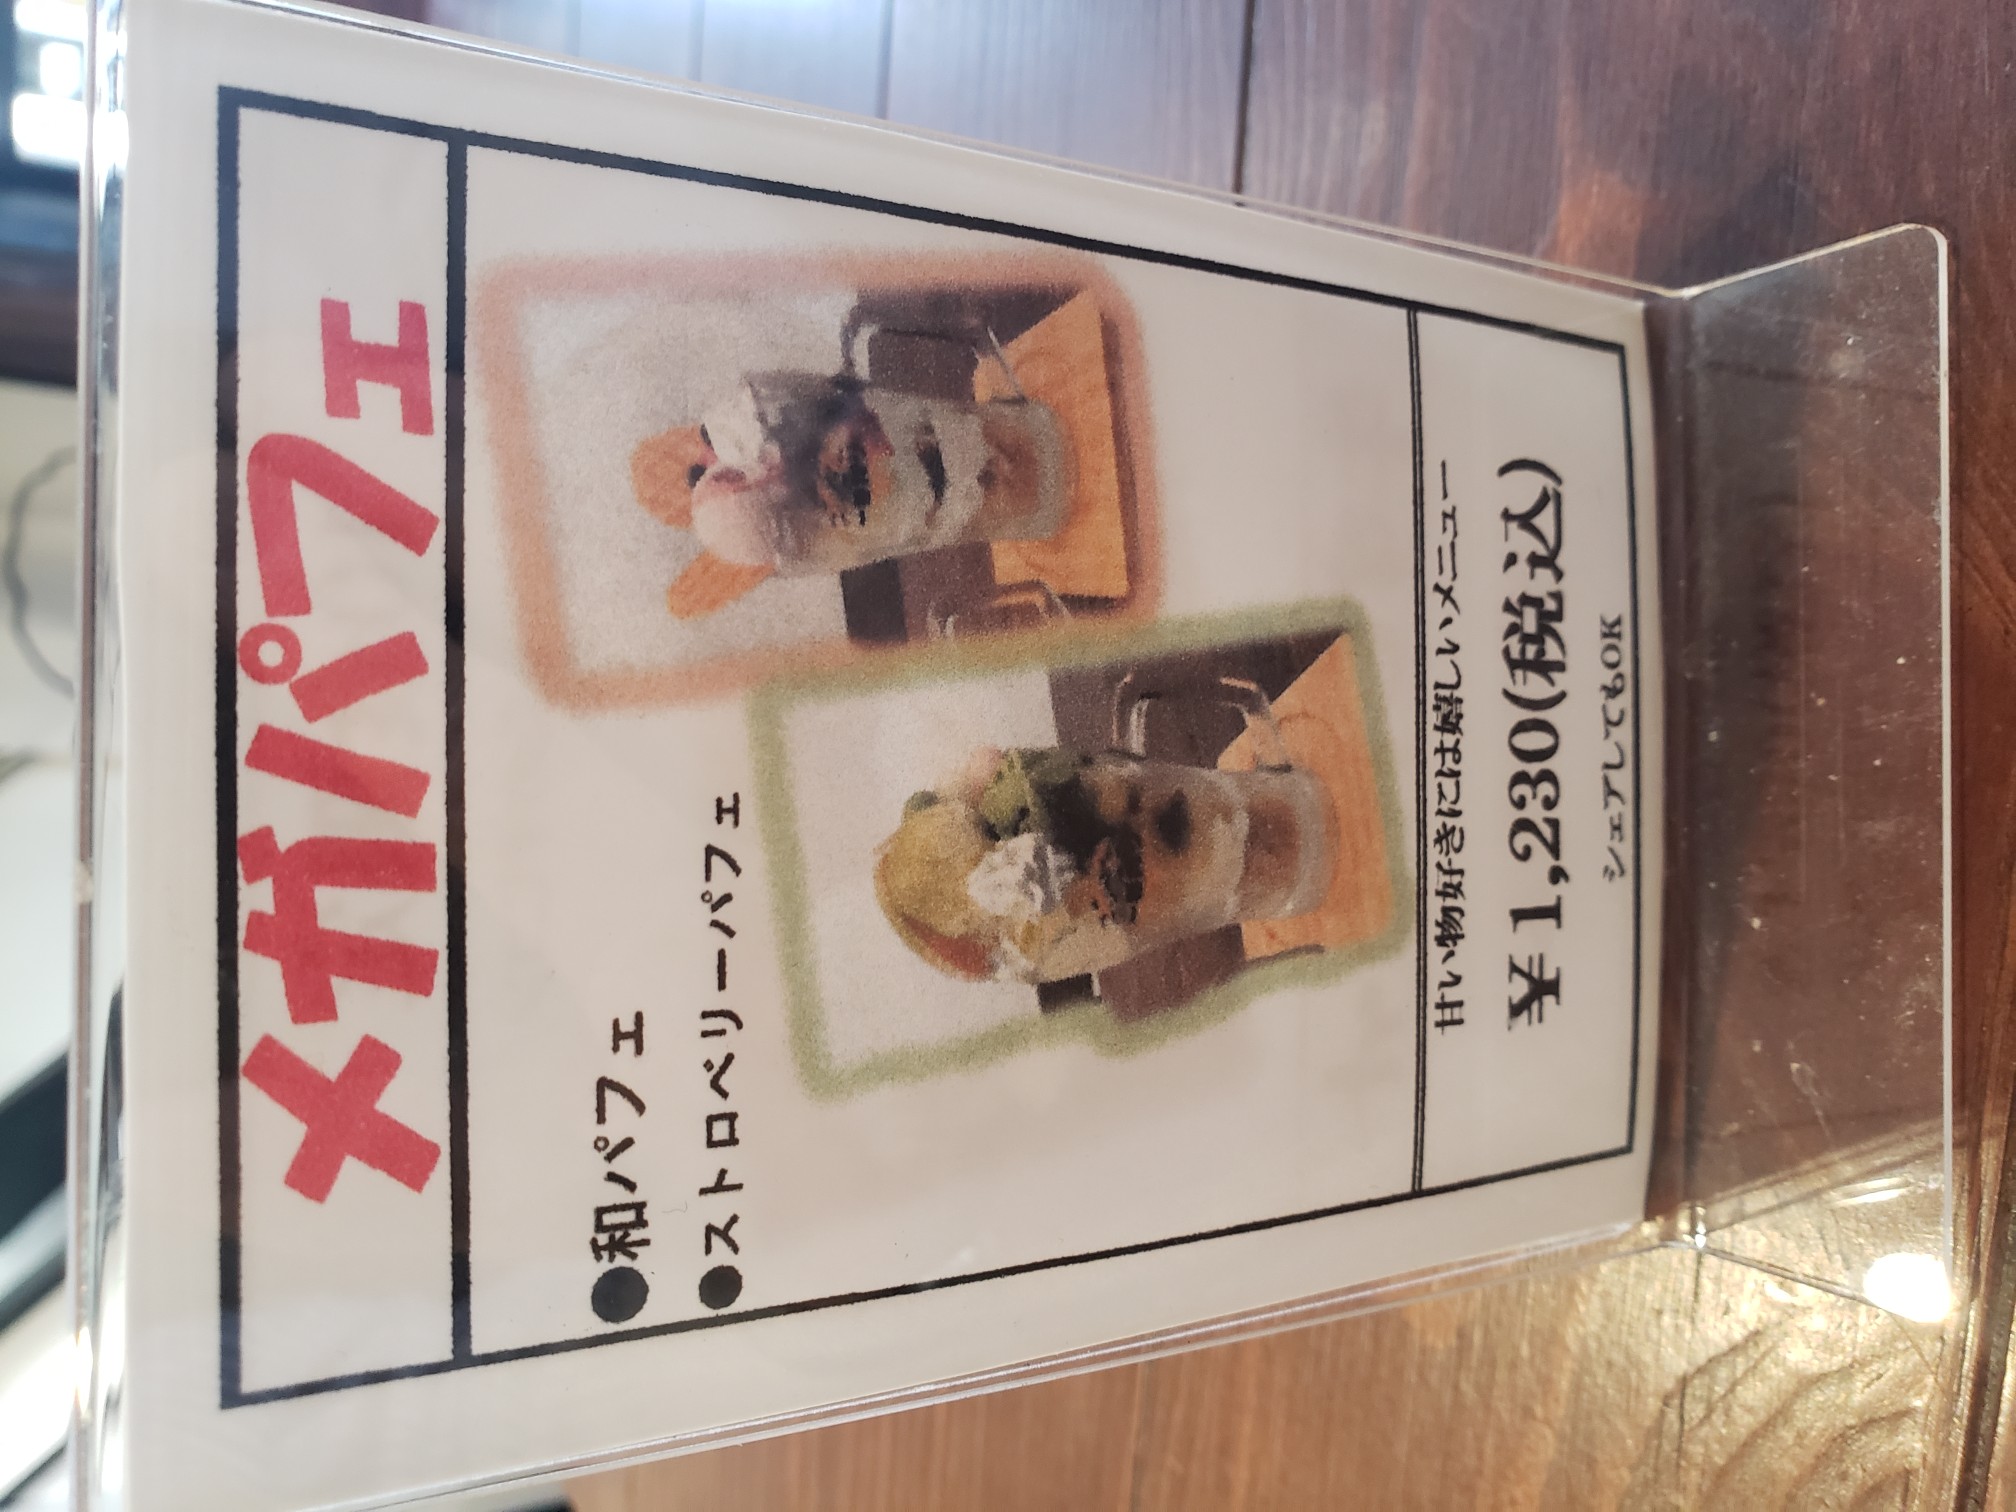 メガパフェ
●和パフェ
●ストロベリーパフェ
甘い物好きには嬉しいメニュー
￥1,230(税込)
シェアしてもOK